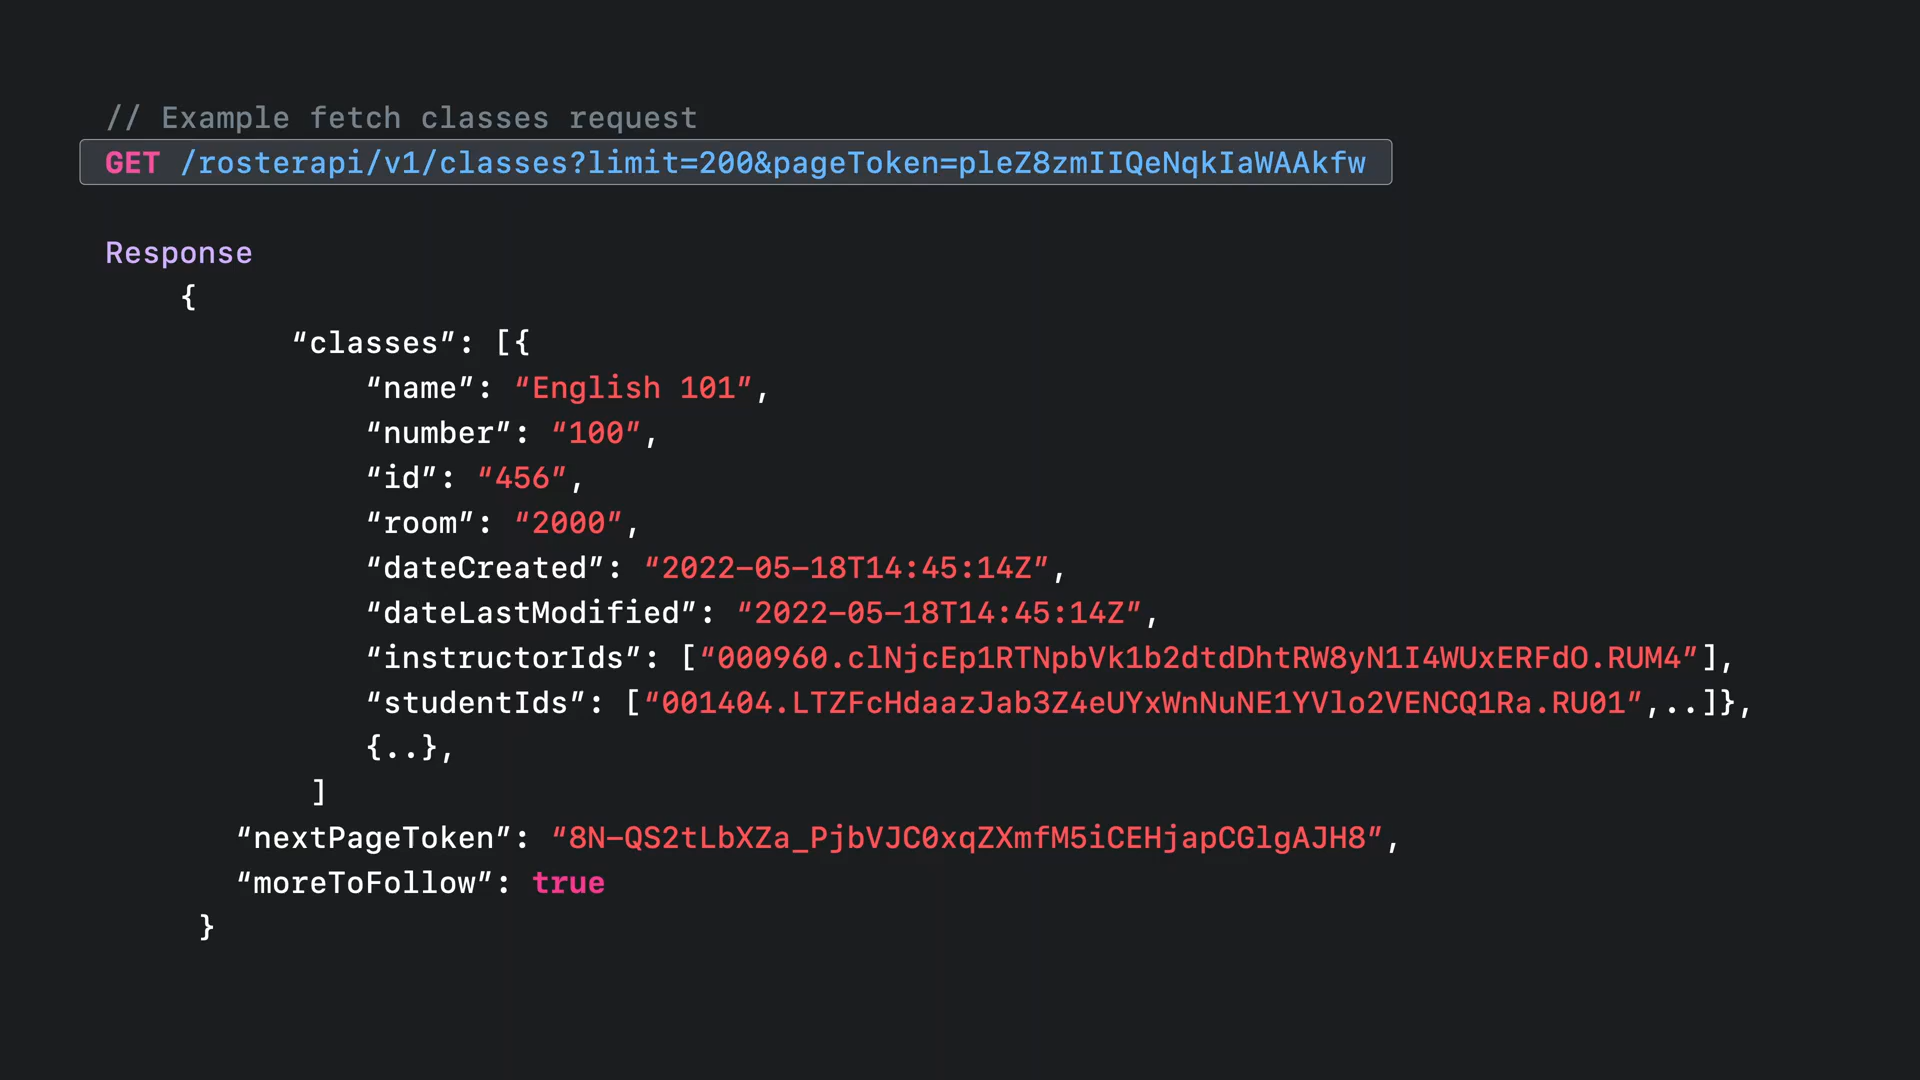 // Example fetch classes request
GET /rosterapi/v1/classes?limit=200&pageToken=pleZ8zmIIQeNqkIaWAAkfw
Response
{
“classes”: [{
“name”: “English 101”,
“number”: “100”,
“id”: “456”,
“room”: “2000”,
“dateCreated”: “2022-05-18T14:45:14Z”,
“dateLastModified”: “2022-05-18T14:45:14Z”,
“instructorIds”: [“000960.clNjcEp1RTNpbVk1b2dtdDhtRW8yN1I4WUxERFdO.RUM4”],
“studentIds”: [“001404.LTZFcHdaazJab3Z4eUYxWnNuNE1YVlo2VENCQ1Ra.RU01”,..]},
{..},
]
“nextPageToken”: “8N-QS2tLbXZa_PjbVJC0xqZXmfM5iCEHjapCGlgAJH8”,
“moreToFollow”: true
}